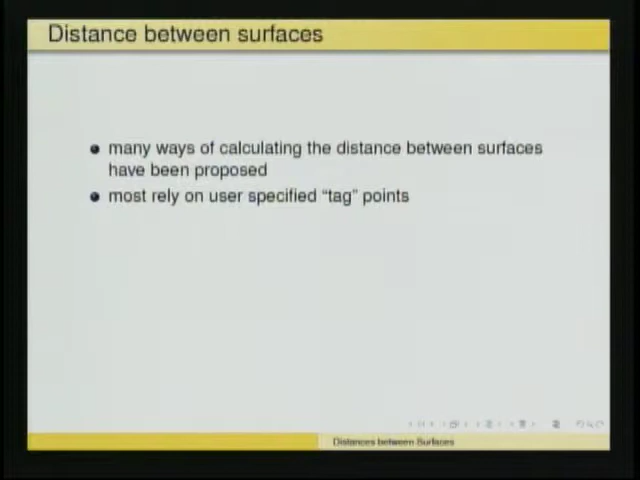 Distance between surfaces
many ways of calculating the distance between surfaces
have been proposed
most rely on user specified “tag” points
Distances between Surfaces